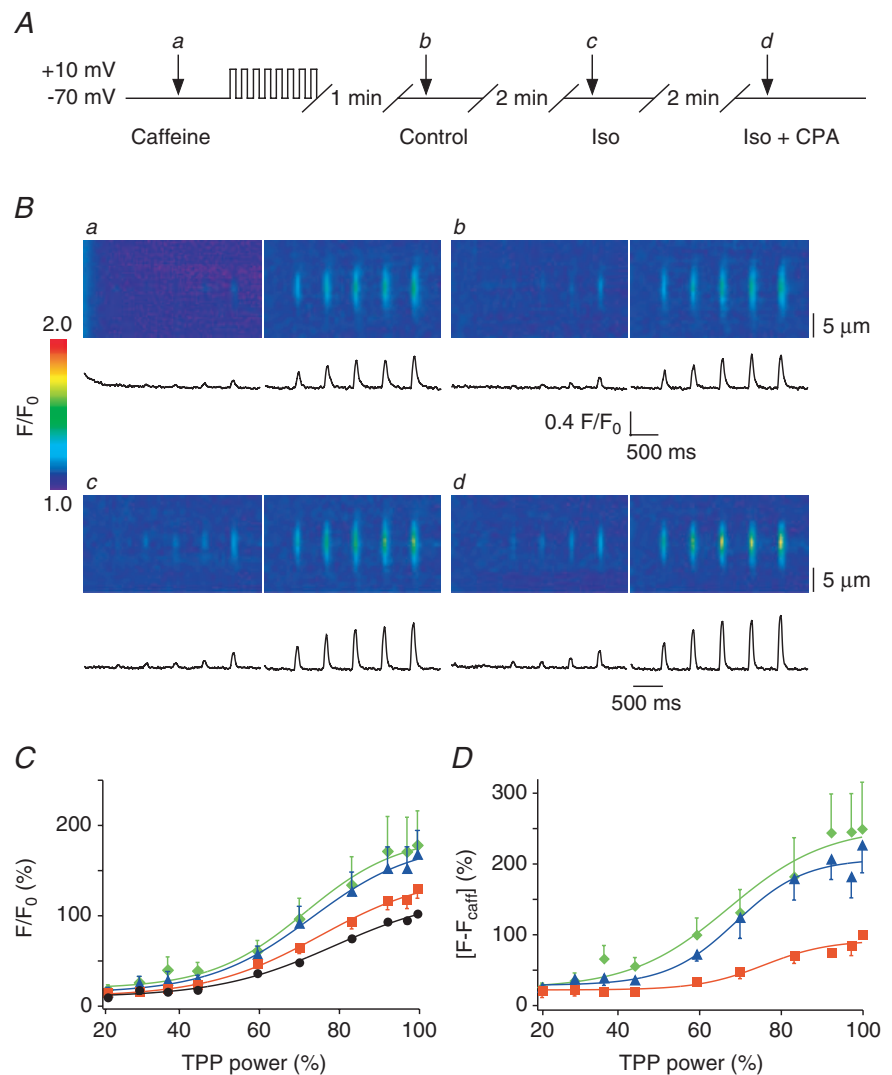 A
a b c d
+10 mV
-70 mV
1 min 2 min 2 min
Caffeine Control Iso Iso + CPA
B
a b
2.0
5 μm
F/F0
0.4 F/F0
500 ms
1.0
c d
5 μm
500 ms
C D
300
200
200
F/F0 (%)
[F-Fcaff] (%)
100
100
0
0
20 40 60 80 100
20 40 60 80 100
TPP power (%) TPP power (%)